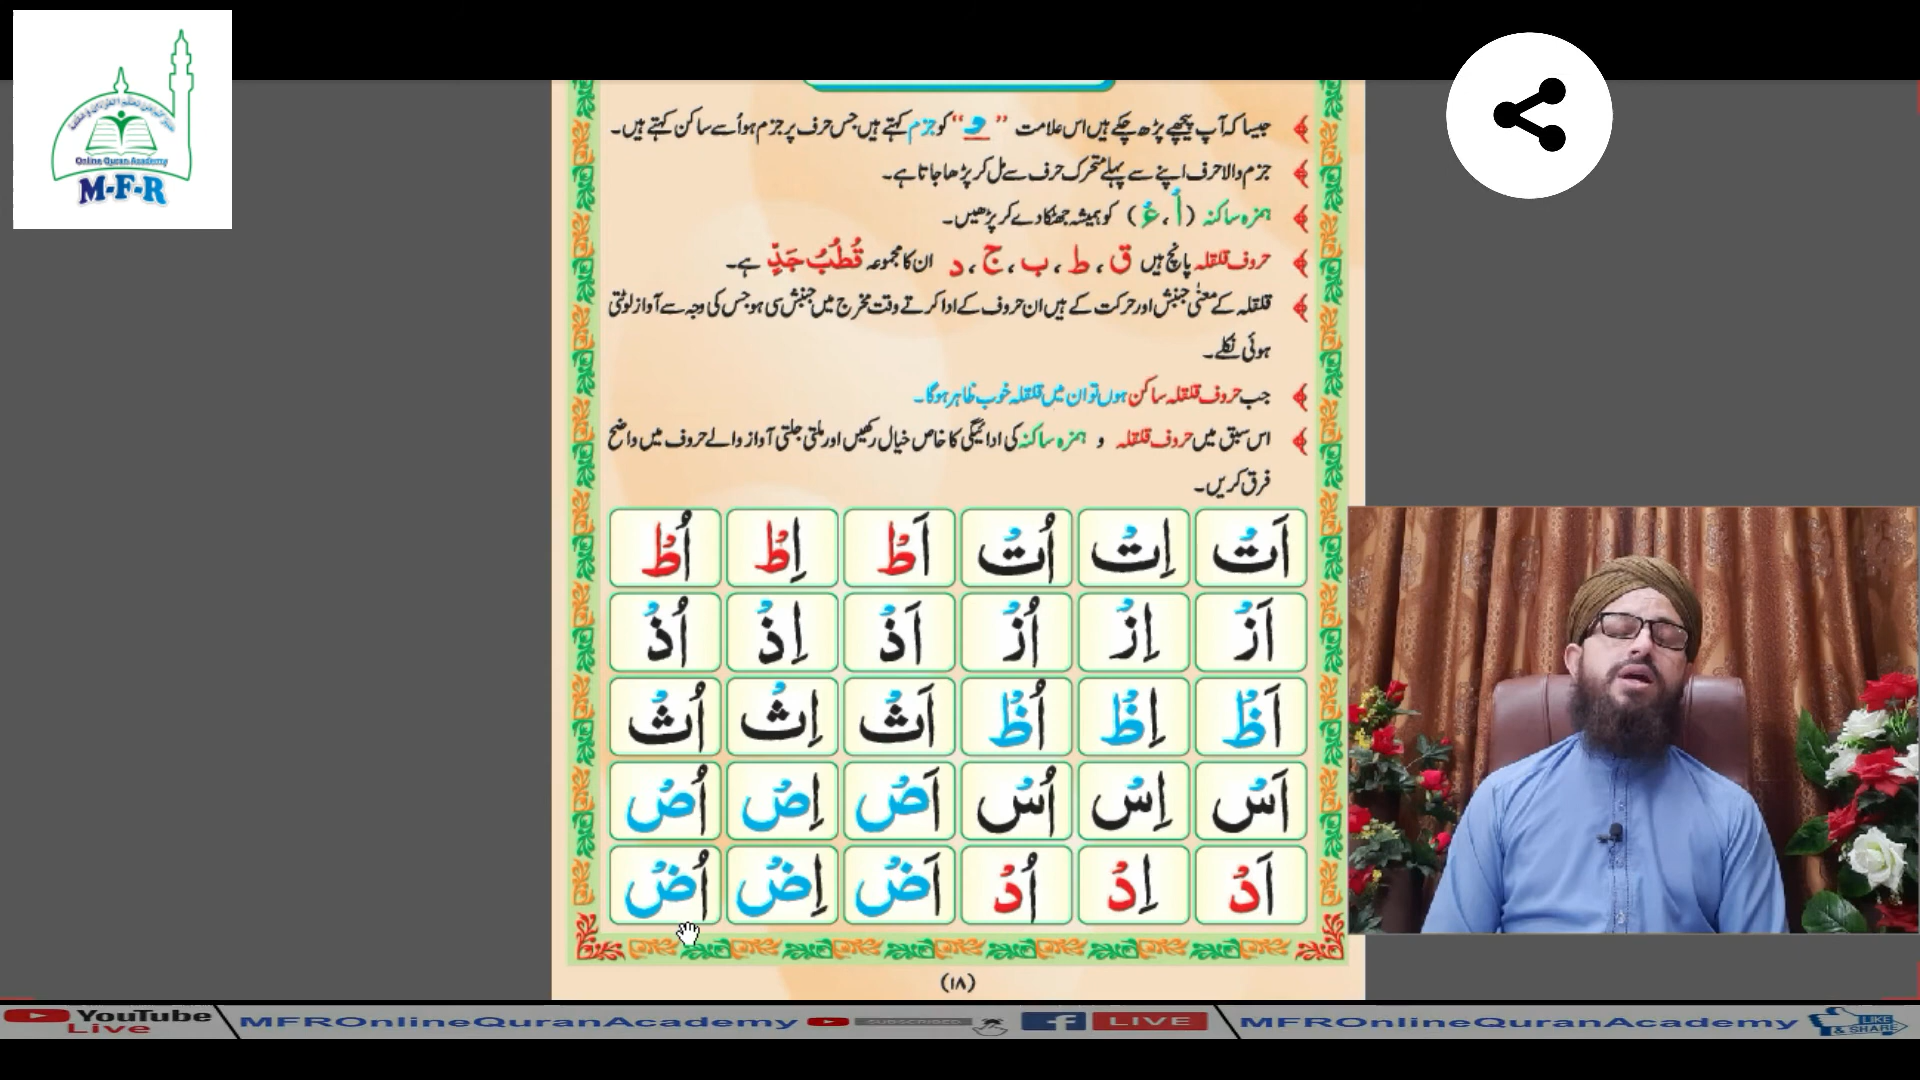 Online Quran Academy
M-F-R
جیسا کہ آپ پیچھے پڑھ چکے ہیں اس علامت ” ـْ “ کو جزم کہتے ہیں جس حرف پر جزم ہو اُسے ساکن کہتے ہیں۔
جزم والا حرف اپنے سے پہلے متحرک حرف سے مل کر پڑھا جاتا ہے۔
ہمزہ ساکنہ (أْ ، ءْ) کو ہمیشہ جھٹکا دے کر پڑھیں۔
حروف قلقلہ پانچ ہیں ق ، ط ، ب ، ج ، د ان کا مجموعہ قُطْبُ جَدٍّ ہے۔
قلقلہ کے معنٰی جنبش اور حرکت کے ہیں ان حروف کے ادا کرتے وقت مخرج میں جنبش سی ہو جس کی وجہ سے آواز لوٹتی
ہوئی نکلے۔
جب حروف قلقلہ ساکن ہوں تو ان میں قلقلہ خوب ظاہر ہوگا۔
اس سبق میں حروف قلقلہ و ہمزہ ساکنہ کی ادائیگی کا خاص خیال رکھیں اور ملتی جلتی آواز والے حروف میں واضح
فرق کریں۔
اَتْ اِتْ اُتْ اَطْ اِطْ اُطْ
اَزْ اِزْ اُزْ اَذْ اِذْ اُذْ
اَظْ اِظْ اُظْ اَثْ اِثْ اُثْ
اَسْ اِسْ اُسْ اَصْ اِصْ اُصْ
اَدْ اِدْ اُدْ اَضْ اِضْ اُضْ
(١٨)
YouTube Live MFROnlineQuranAcademy SUBSCRIBED f LIVE MFROnlineQuranAcademy LIKE & SHARE